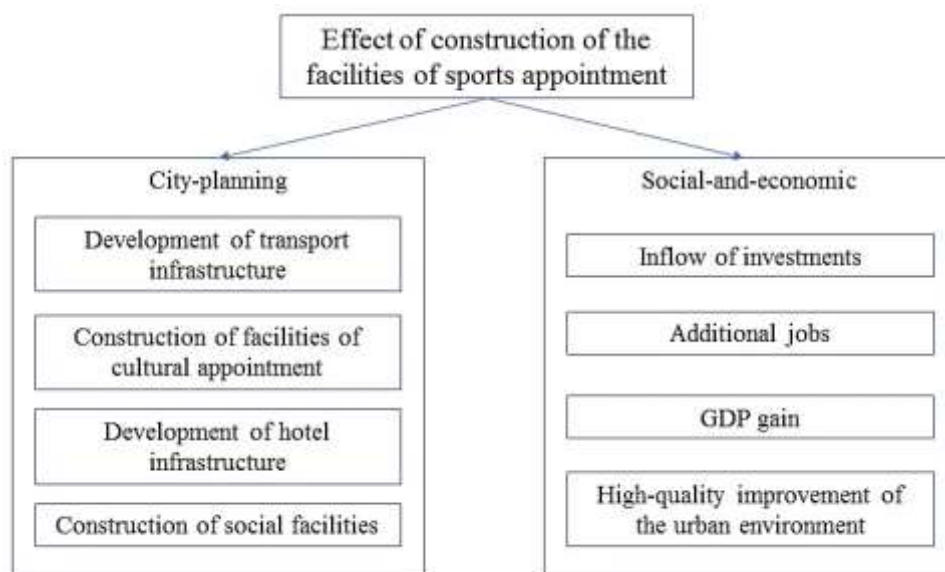 Effect of construction of the
facilities of sports appointment
City-planning
Development of transport
infrastructure
Construction of facilities of
cultural appointment
Development of hotel
infrastructure
Construction of social facilities
Social-and-economic
Inflow of investments
Additional jobs
GDP gain
High-quality improvement of
the urban environment